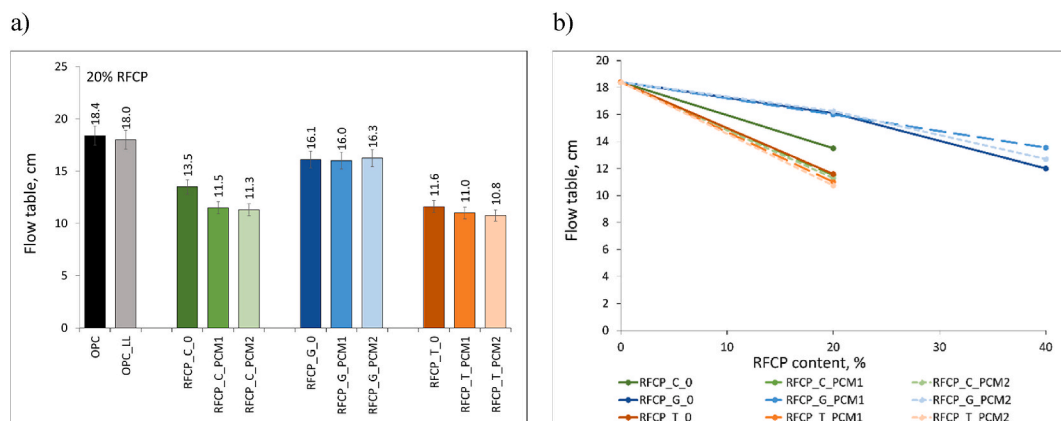 a)
b)
20% RFCP
Flow table, cm
25
20
15
10
5
0
18.4
18.0
13.5
11.5
11.3
16.1
16.0
16.3
11.6
11.0
10.8
OPC
OPC_LL
RFCP_C_0
RFCP_C_PCM1
RFCP_C_PCM2
RFCP_G_0
RFCP_G_PCM1
RFCP_G_PCM2
RFCP_T_0
RFCP_T_PCM1
RFCP_T_PCM2
Flow table, cm
20
18
16
14
12
10
8
6
4
2
0
0 10 20 30 40
RFCP content, %
RFCP_C_0 RFCP_C_PCM1 RFCP_C_PCM2
RFCP_G_0 RFCP_G_PCM1 RFCP_G_PCM2
RFCP_T_0 RFCP_T_PCM1 RFCP_T_PCM2